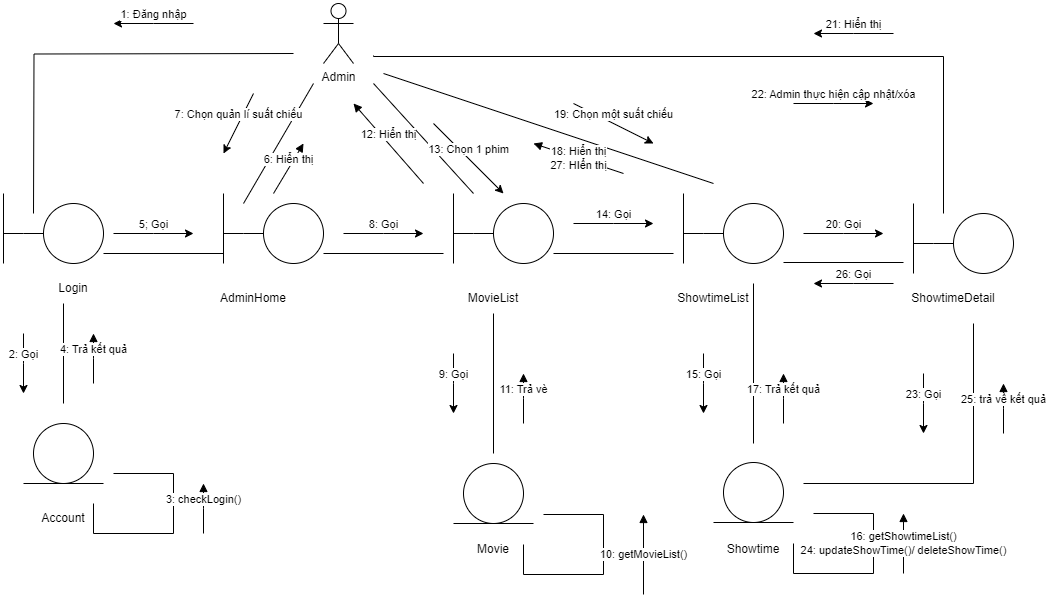 1: Đăng nhập
21: Hiển thị
Admin
22: Admin thực hiện cập nhật/xóa
7: Chọn quản lí suất chiếu
19: Chọn một suất chiếu
12: Hiển thị
13: Chọn 1 phim
18: Hiển thị
6: Hiển thị
27: HIển thị
5; Gọi
8: Gọi
14: Gọi
20: Gọi
26: Gọi
Login
AdminHome
MovieList
ShowtimeList
ShowtimeDetail
2: Gọi
4: Trả kết quả
9: Gọi
11: Trả vè
15: Gọi
17: Trả kết quả
23: Gọi
25: trả về kết quả
3: checkLogin()
Account
16: getShowtimeList()
Movie
10: getMovieList()
Showtime
24: updateShowTime()/ deleteShowTime()